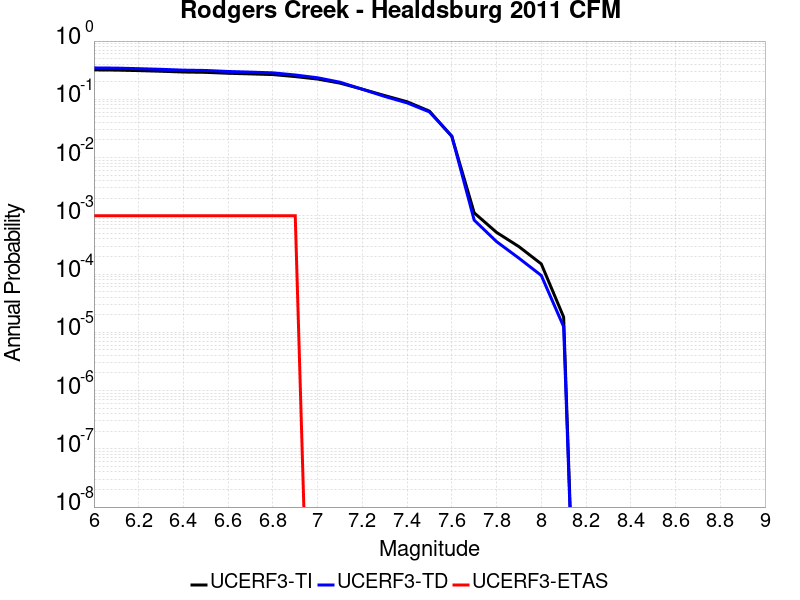 Rodgers Creek - Healdsburg 2011 CFM
Annual Probability
10^0
10^-1
10^-2
10^-3
10^-4
10^-5
10^-6
10^-7
10^-8
6 6.2 6.4 6.6 6.8 7 7.2 7.4 7.6 7.8 8 8.2 8.4 8.6 8.8 9
Magnitude
UCERF3-TI UCERF3-TD UCERF3-ETAS